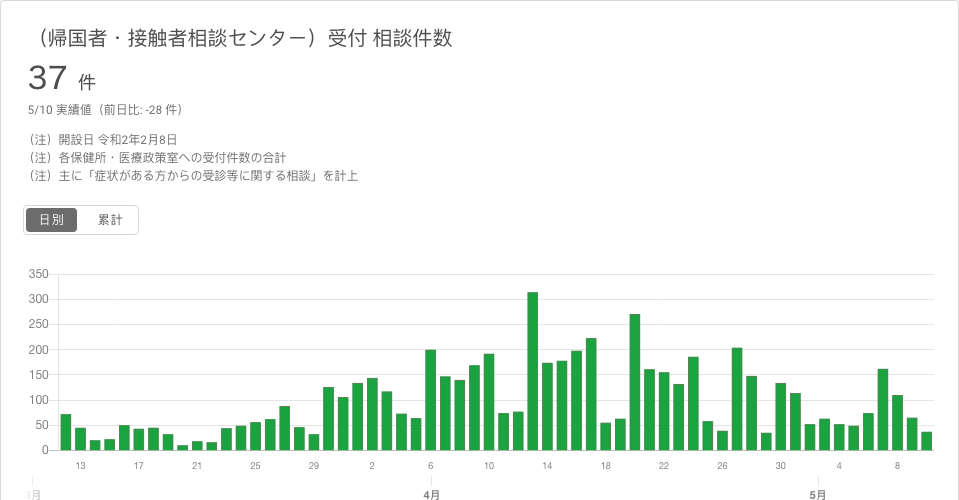 （帰国者・接触者相談センター）受付 相談件数
37 件
5/10 実績値（前日比: -28 件）
（注）開設日 令和2年2月8日
（注）各保健所・医療政策室への受付件数の合計
（注）主に「症状がある方からの受診等に関する相談」を計上
日別 累計
350
300
250
200
150
100
50
0
13 17 21 25 29 2 6 10 14 18 22 26 30 4 8
3月 4月 5月